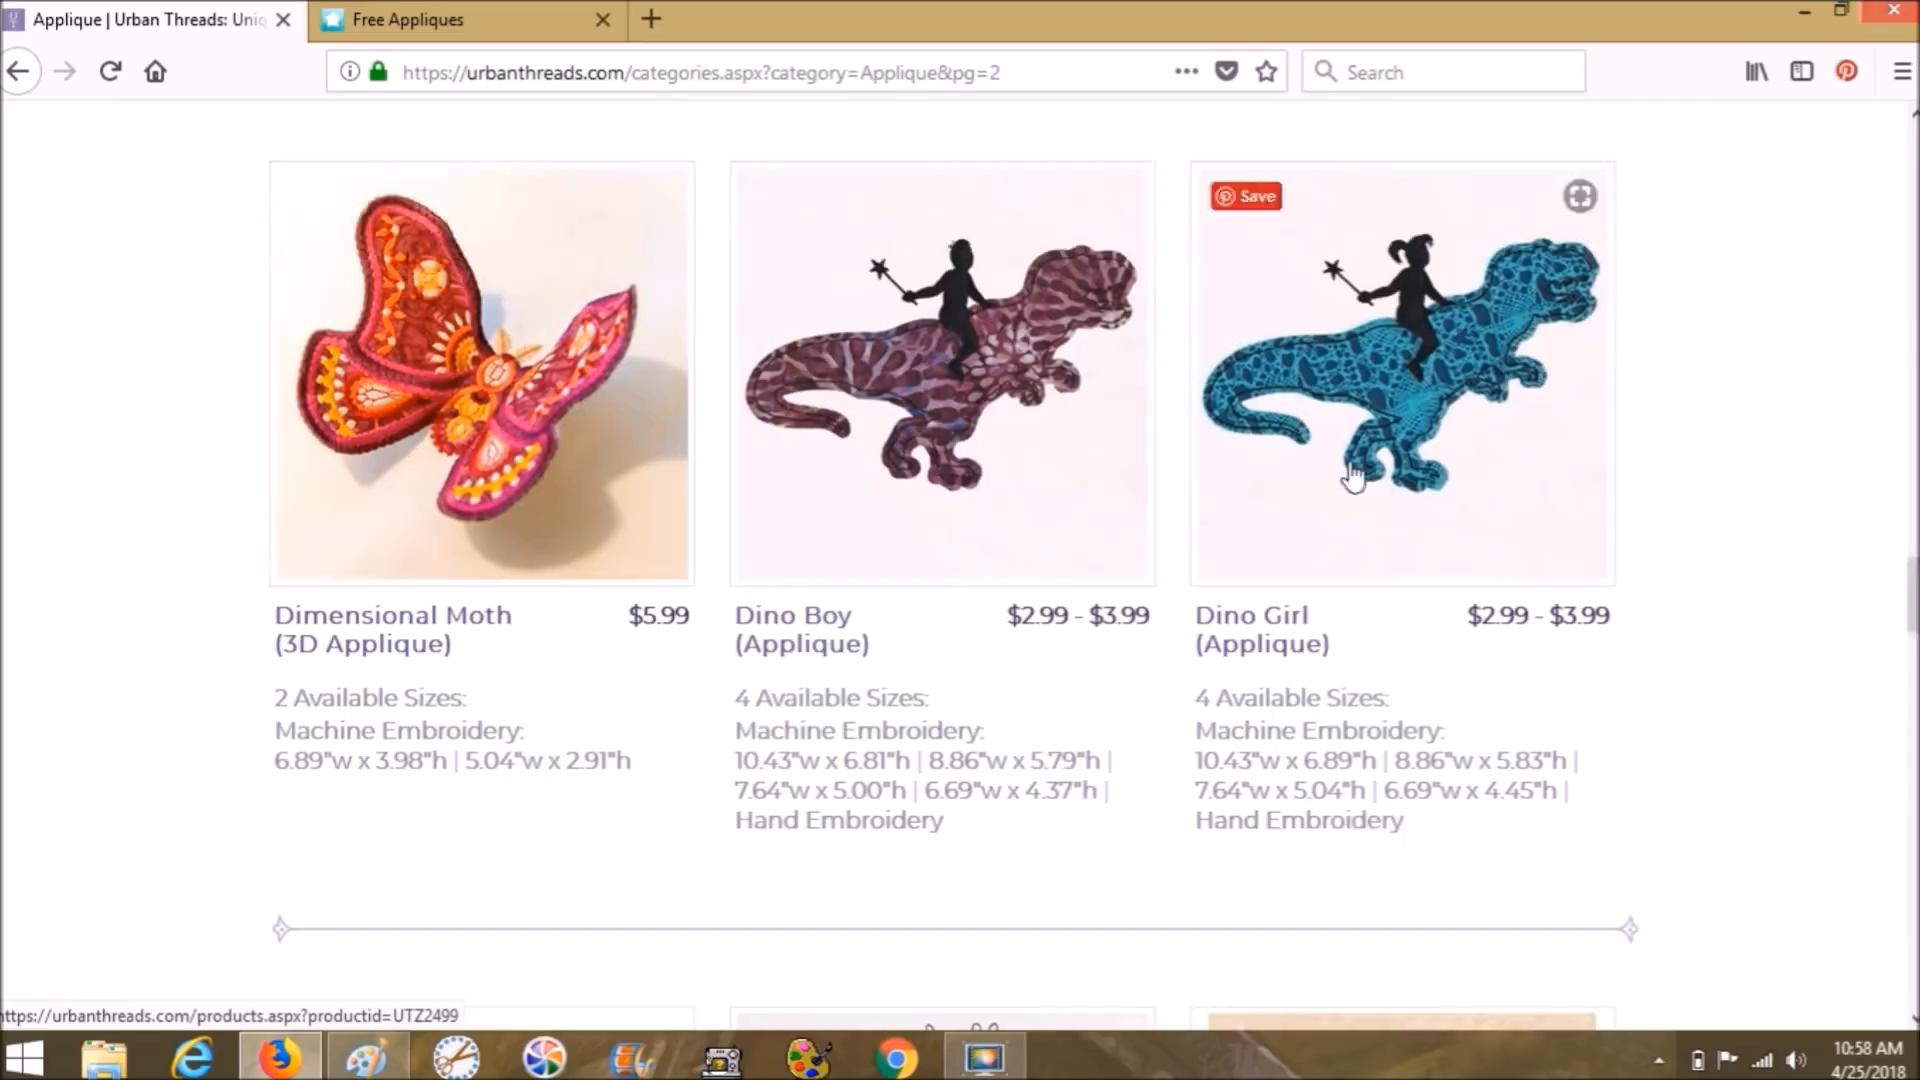 Applique | Urban Threads: Uniq
Free Appliques
https://urbanthreads.com/categories.aspx?category=Applique&pg=2
Search
Save
Dimensional Moth $5.99
(3D Applique)
2 Available Sizes:
Machine Embroidery:
6.89"w x 3.98"h | 5.04"w x 2.91"h
Dino Boy $2.99 - $3.99
(Applique)
4 Available Sizes:
Machine Embroidery:
10.43"w x 6.81"h | 8.86"w x 5.79"h |
7.64"w x 5.00"h | 6.69"w x 4.37"h |
Hand Embroidery
Dino Girl $2.99 - $3.99
(Applique)
4 Available Sizes:
Machine Embroidery:
10.43"w x 6.89"h | 8.86"w x 5.83"h |
7.64"w x 5.04"h | 6.69"w x 4.45"h |
Hand Embroidery
https://urbanthreads.com/products.aspx?productid=UTZ2499
10:58 AM
4/25/2018